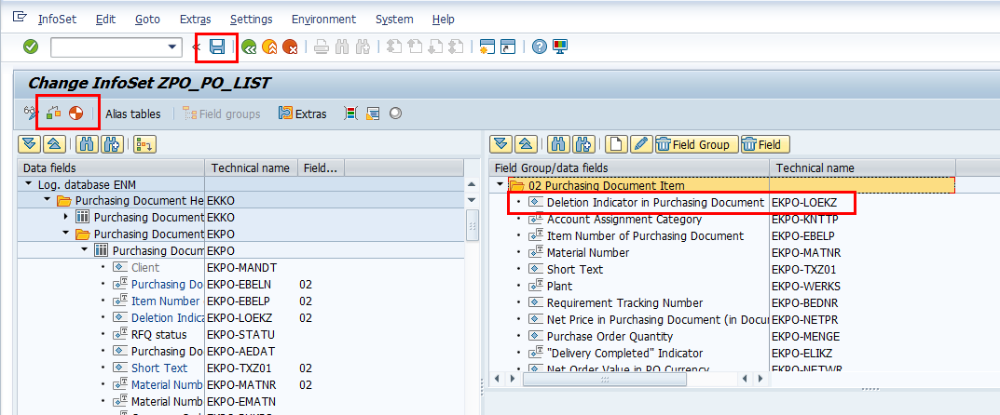 InfoSet Edit Goto Extras Settings Environment System Help
Change InfoSet ZPO_PO_LIST
Alias tables Field groups Extras
Field Group Field
Data fields Technical name Field...
Log. database ENM
Purchasing Document He EKKO
Purchasing Document EKKO
Purchasing Document EKPO
Purchasing Docum EKPO
Client EKPO-MANDT
Purchasing Do EKPO-EBELN 02
Item Number EKPO-EBELP 02
Deletion Indica EKPO-LOEKZ 02
RFQ status EKPO-STATU
Purchasing Do EKPO-AEDAT
Short Text EKPO-TXZ01 02
Material Numb EKPO-MATNR 02
Material Numb EKPO-EMATN
Field Group/data fields Technical name
02 Purchasing Document Item
Deletion Indicator in Purchasing Document EKPO-LOEKZ
Account Assignment Category EKPO-KNTTP
Item Number of Purchasing Document EKPO-EBELP
Material Number EKPO-MATNR
Short Text EKPO-TXZ01
Plant EKPO-WERKS
Requirement Tracking Number EKPO-BEDNR
Net Price in Purchasing Document (in Docum EKPO-NETPR
Purchase Order Quantity EKPO-MENGE
"Delivery Completed" Indicator EKPO-ELIKZ
Net Order Value in PO Currency EKPO-NETWR